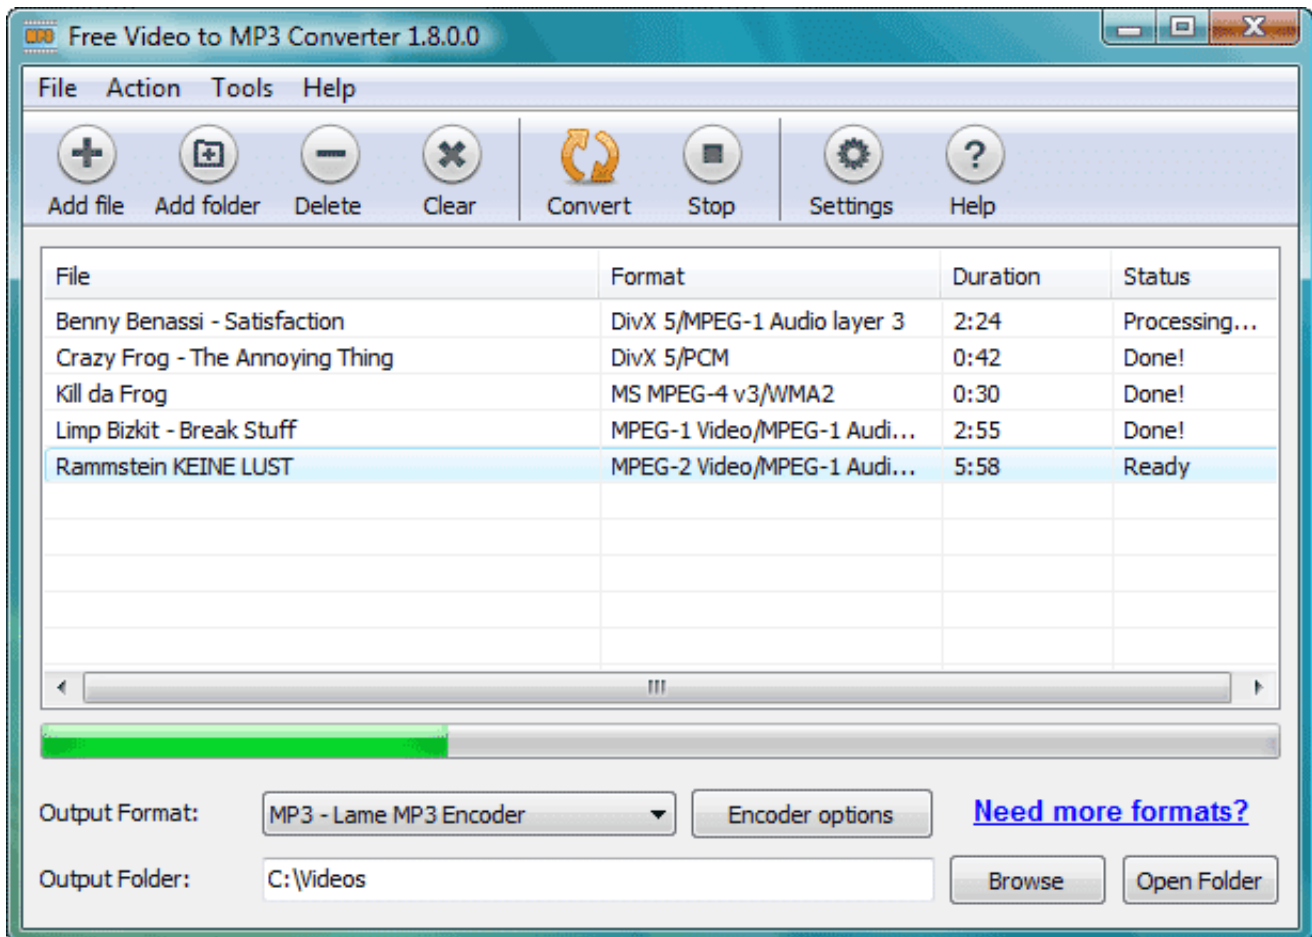 Free Video to MP3 Converter 1.8.0.0
File Action Tools Help
Add file Add folder Delete Clear Convert Stop Settings Help
File Format Duration Status
Benny Benassi - Satisfaction DivX 5/MPEG-1 Audio layer 3 2:24 Processing...
Crazy Frog - The Annoying Thing DivX 5/PCM 0:42 Done!
Kill da Frog MS MPEG-4 v3/WMA2 0:30 Done!
Limp Bizkit - Break Stuff MPEG-1 Video/MPEG-1 Audi... 2:55 Done!
Rammstein KEINE LUST MPEG-2 Video/MPEG-1 Audi... 5:58 Ready
Output Format: MP3 - Lame MP3 Encoder Encoder options Need more formats?
Output Folder: C:\Videos Browse Open Folder